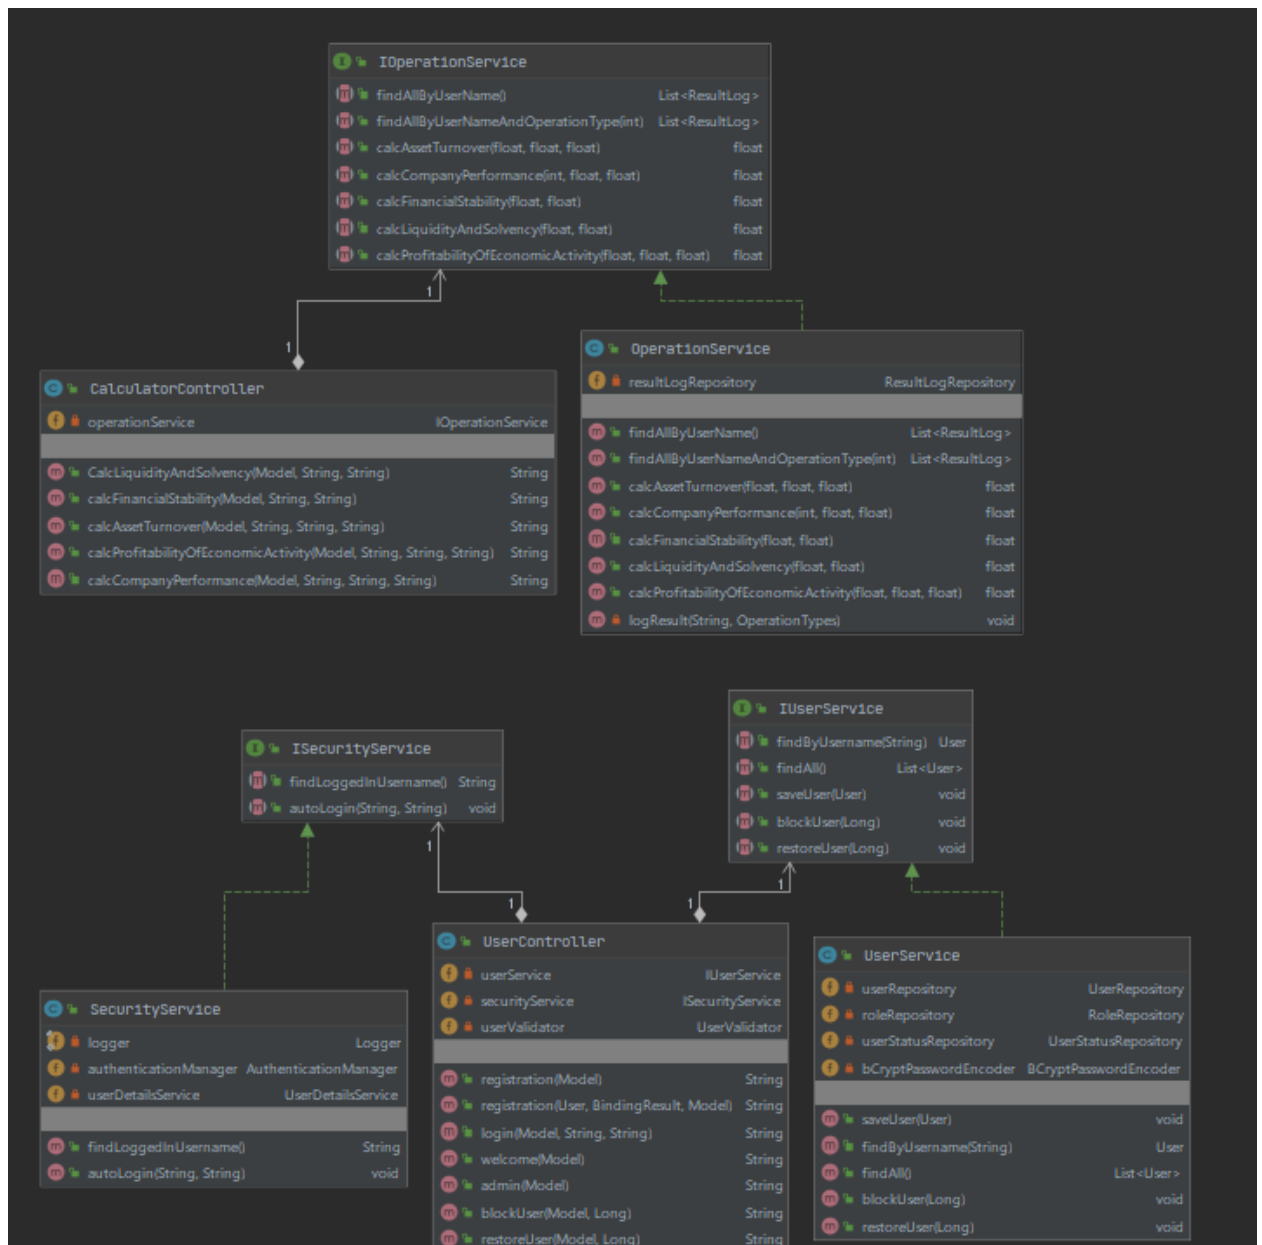 IOperationService
findAllByUserName() List<ResultLog>
findAllByUserNameAndOperationType(int) List<ResultLog>
calcAssetTurnover(float, float, float) float
calcCompanyPerformance(int, float, float) float
calcFinancialStability(float, float) float
calcLiquidityAndSolvency(float, float) float
calcProfitabilityOfEconomicActivity(float, float, float) float
1
1
OperationService
resultLogRepository ResultLogRepository
findAllByUserName() List<ResultLog>
findAllByUserNameAndOperationType(int) List<ResultLog>
calcAssetTurnover(float, float, float) float
calcCompanyPerformance(int, float, float) float
calcFinancialStability(float, float) float
calcLiquidityAndSolvency(float, float) float
calcProfitabilityOfEconomicActivity(float, float, float) float
logResult(String, OperationTypes) void
CalculatorController
operationService IOperationService
CalcLiquidityAndSolvency(Model, String, String) String
calcFinancialStability(Model, String, String) String
calcAssetTurnover(Model, String, String, String) String
calcProfitabilityOfEconomicActivity(Model, String, String, String) String
calcCompanyPerformance(Model, String, String, String) String
IUserService
findByUsername(String) User
findAll() List<User>
saveUser(User) void
blockUser(Long) void
restoreUser(Long) void
ISecurityService
findLoggedInUsername() String
autoLogin(String, String) void
1
1
1
1
UserController
userService IUserService
securityService ISecurityService
userValidator UserValidator
registration(Model) String
registration(User, BindingResult, Model) String
login(Model, String, String) String
welcome(Model) String
admin(Model) String
blockUser(Model, Long) String
restoreUser(Model, Long) String
UserService
userRepository UserRepository
roleRepository RoleRepository
userStatusRepository UserStatusRepository
bCryptPasswordEncoder BCryptPasswordEncoder
saveUser(User) void
findByUsername(String) User
findAll() List<User>
blockUser(Long) void
restoreUser(Long) void
SecurityService
logger Logger
authenticationManager AuthenticationManager
userDetailsService UserDetailsService
findLoggedInUsername() String
autoLogin(String, String) void